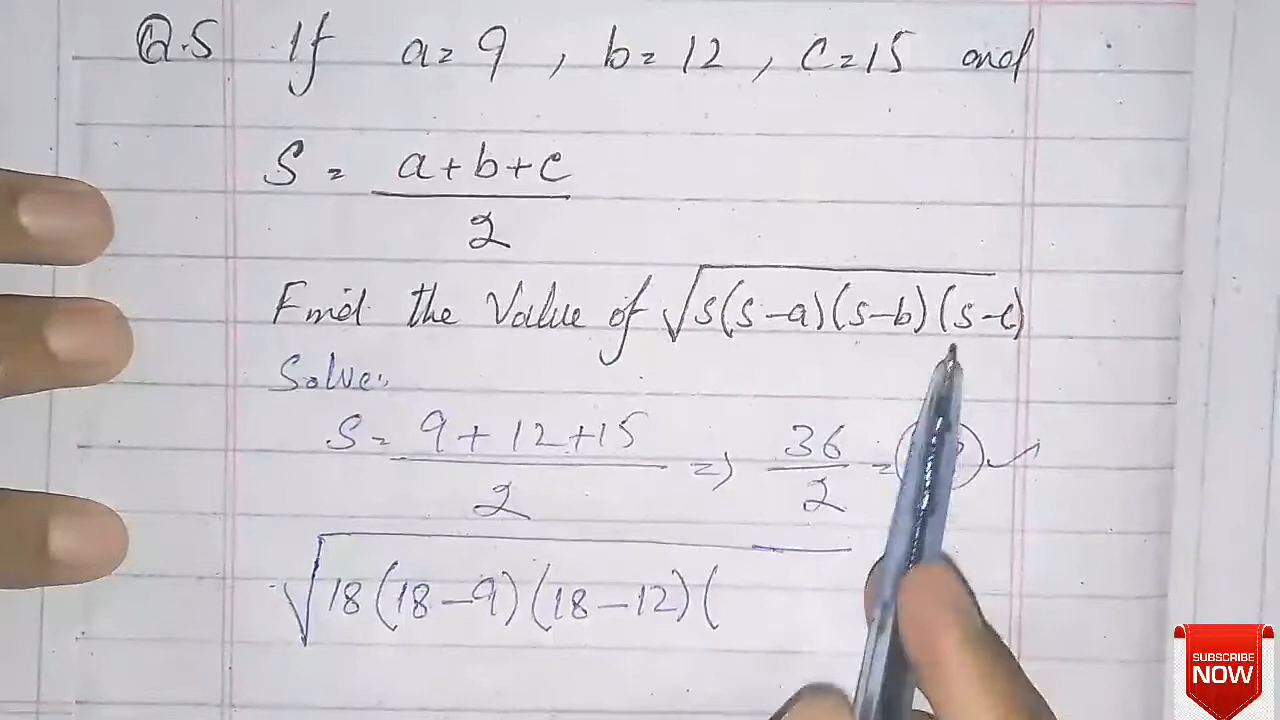 Q.5 If a=9, b=12, c=15 and
S = a+b+c
2
Find the Value of √s(s-a)(s-b)(s-c)
Solve:
S= 9+12+15 => 36 =
2 2
√18(18-9)(18-12)(
SUBSCRIBE
NOW